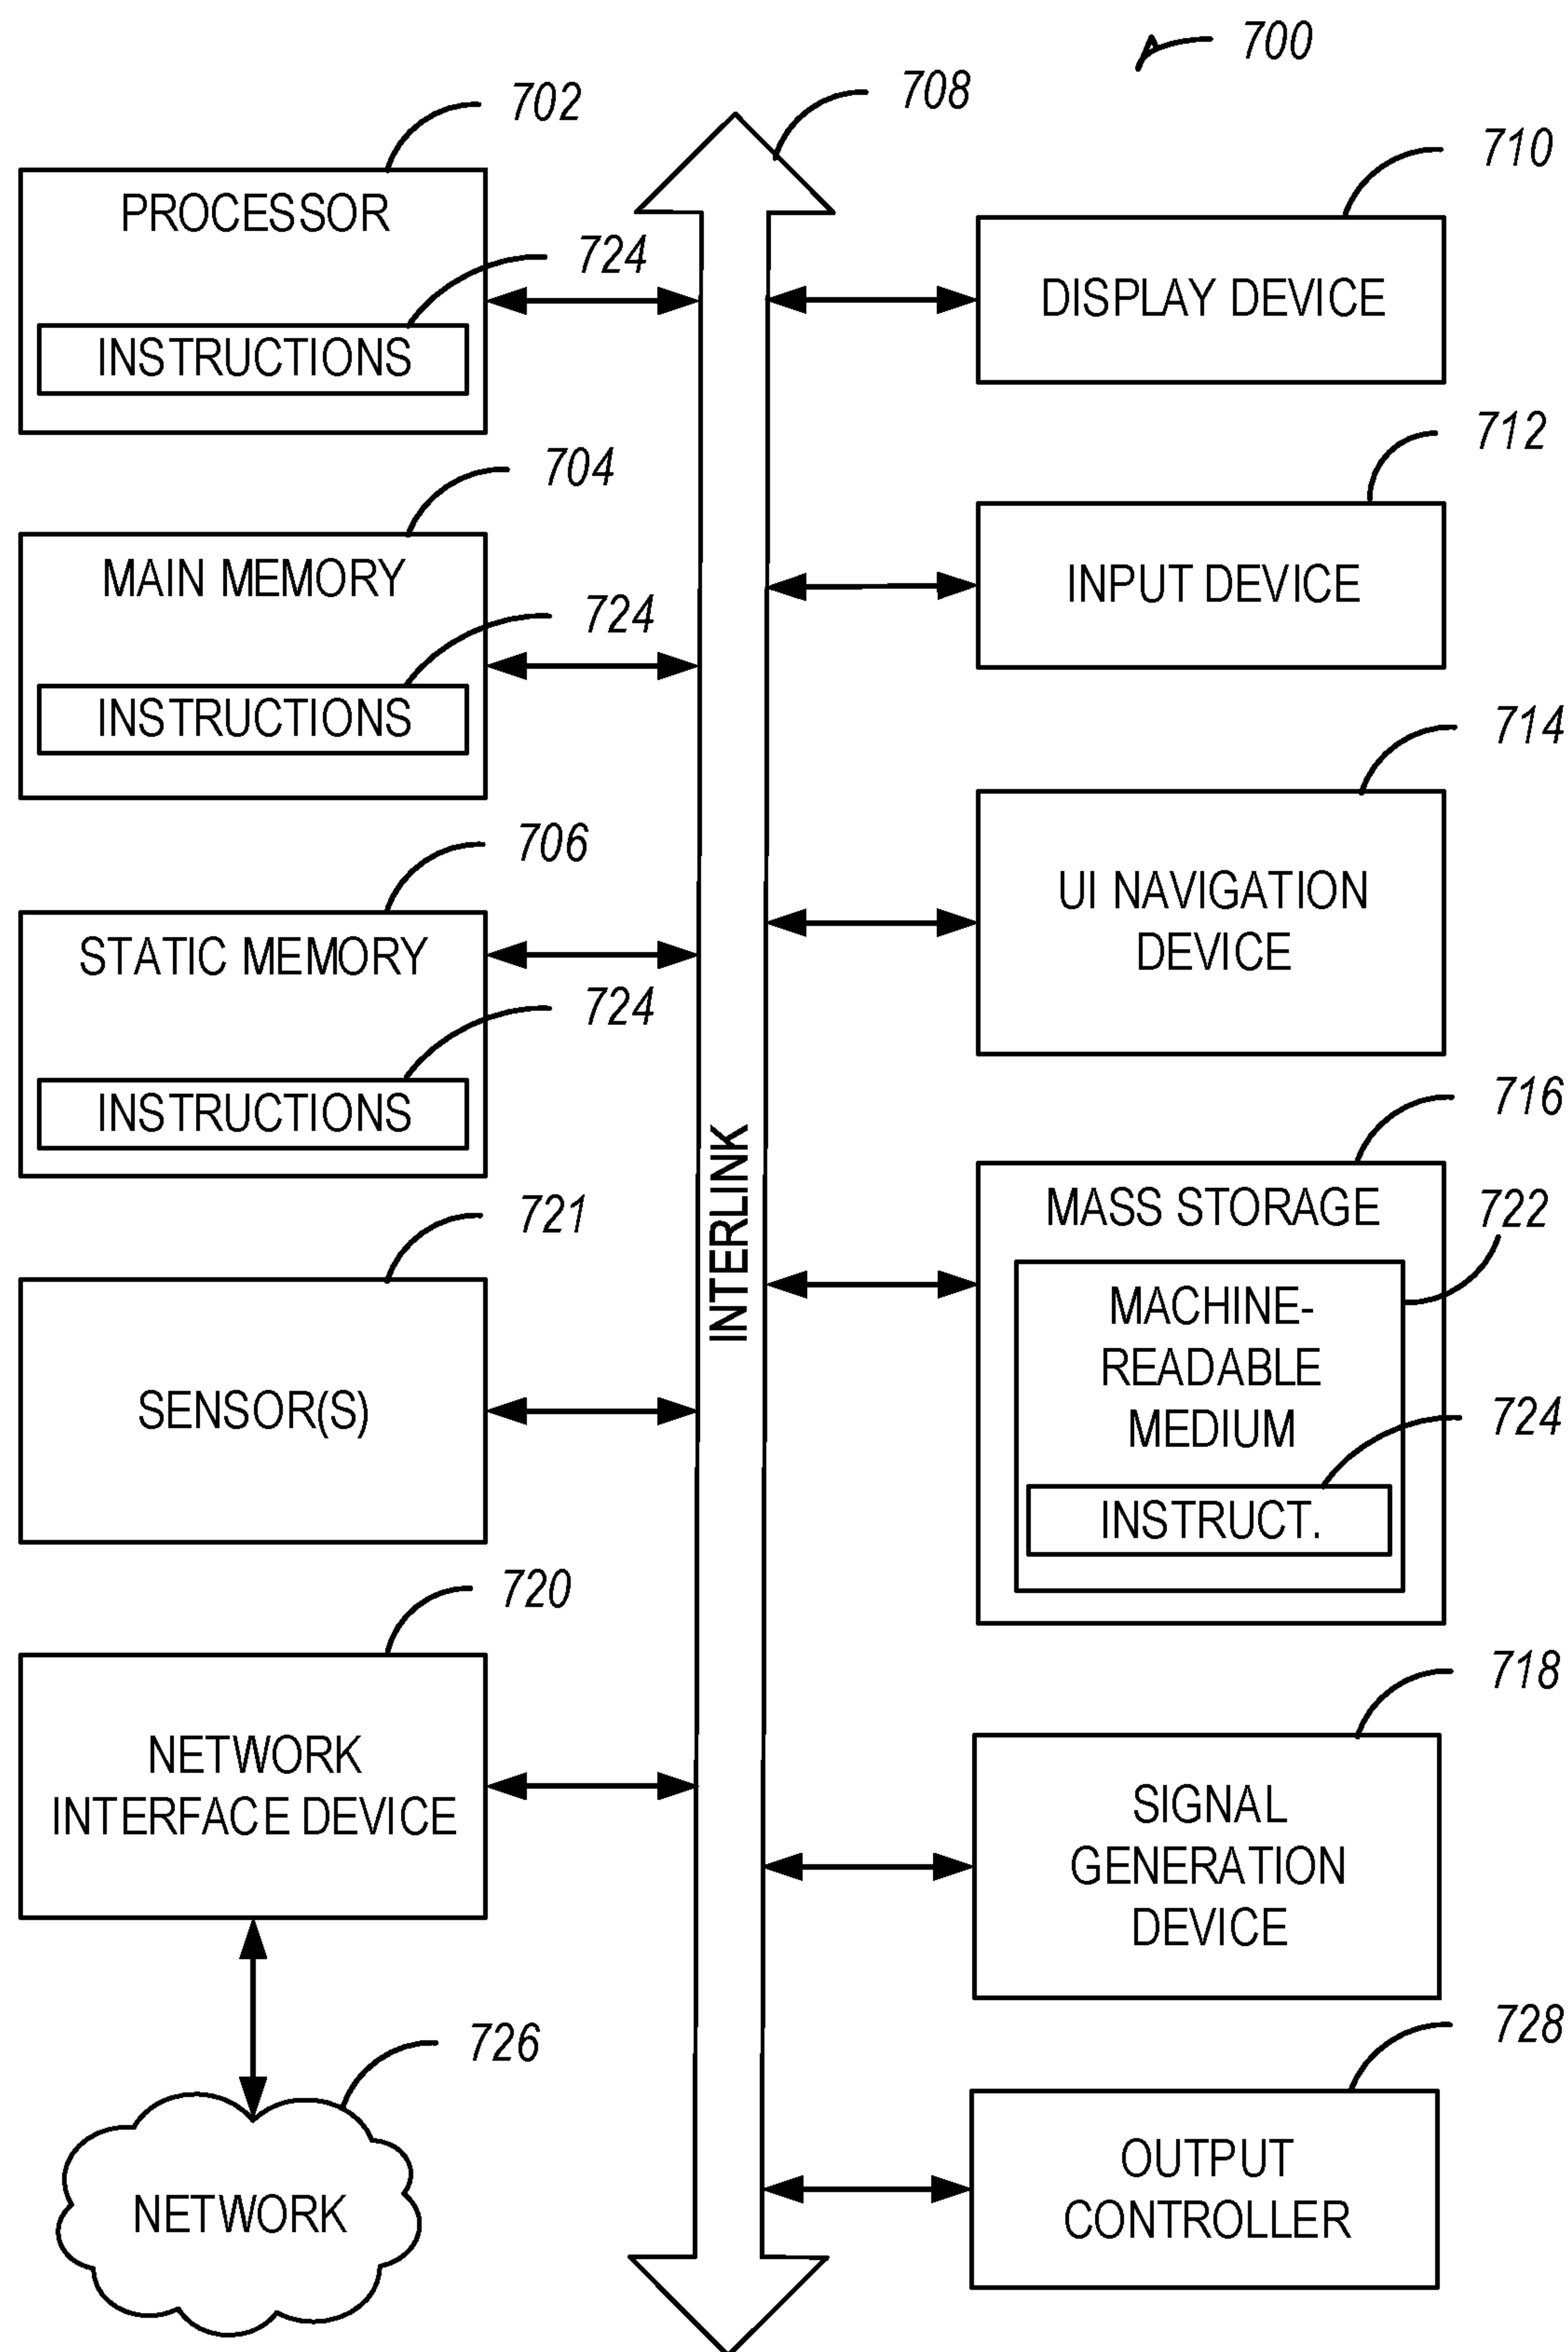 700
702
PROCESSOR
724
INSTRUCTIONS
704
MAIN MEMORY
724
INSTRUCTIONS
706
STATIC MEMORY
724
INSTRUCTIONS
721
SENSOR(S)
720
NETWORK
INTERFACE DEVICE
726
NETWORK
708
INTERLINK
710
DISPLAY DEVICE
712
INPUT DEVICE
714
UI NAVIGATION
DEVICE
716
MASS STORAGE
722
MACHINE-
READABLE
MEDIUM
724
INSTRUCT.
718
SIGNAL
GENERATION
DEVICE
728
OUTPUT
CONTROLLER